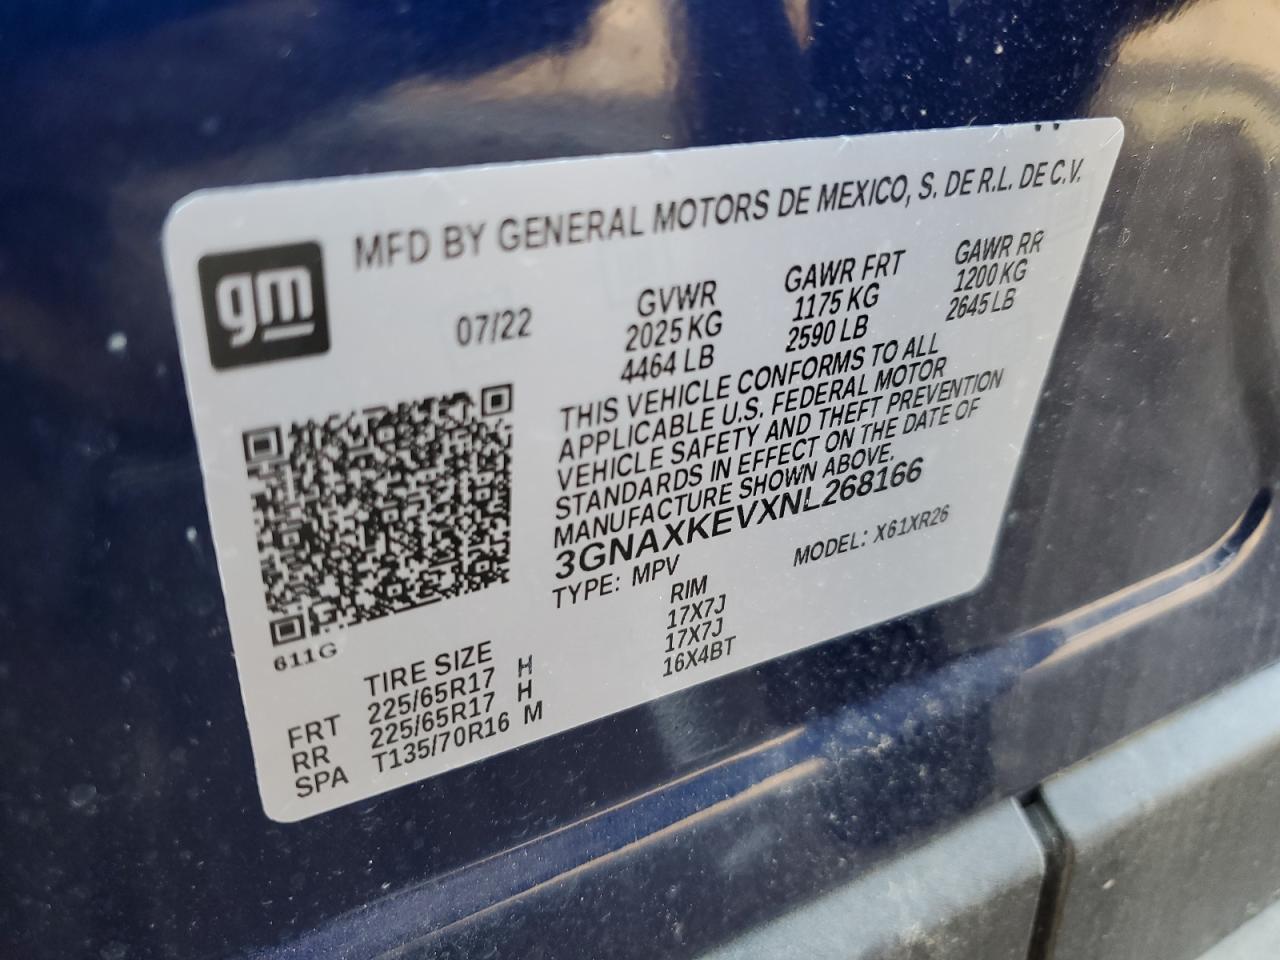 gm
MFD BY GENERAL MOTORS DE MEXICO, S. DE R.L. DE C.V.
07/22
GVWR
2025 KG
4464 LB
GAWR FRT
1175 KG
2590 LB
GAWR RR
1200 KG
2645 LB
THIS VEHICLE CONFORMS TO ALL
APPLICABLE U.S. FEDERAL MOTOR
VEHICLE SAFETY AND THEFT PREVENTION
STANDARDS IN EFFECT ON THE DATE OF
MANUFACTURE SHOWN ABOVE.
3GNAXKEVXNL268166
TYPE: MPV MODEL: X61XR26
611G
TIRE SIZE RIM
FRT 225/65R17 H 17X7J
RR 225/65R17 H 17X7J
SPA T135/70R16 M 16X4BT